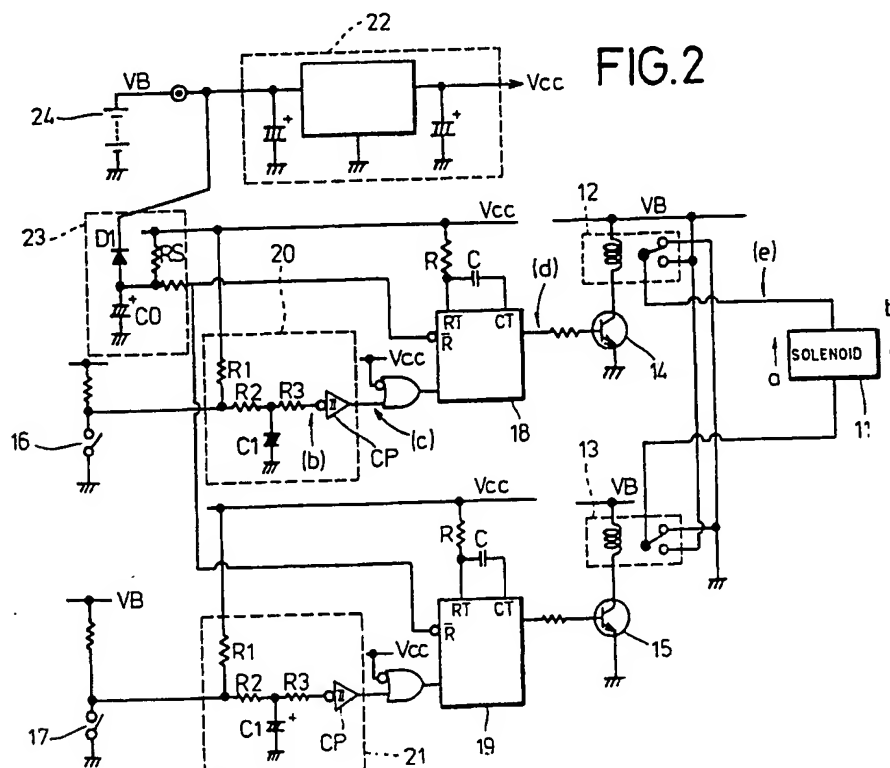 22
FIG.2
VB
Vcc
24
12
VB
23
Vcc
D1
RS
20
R
C
(d)
(e)
C0
RT
CT
R̅
b
SOLENOID
a
Vcc
14
R1
R2
R3
16
18
11
C1
(b)
(c)
CP
13
Vcc
VB
R
C
VB
RT
CT
R̅
R1
Vcc
R2
R3
15
C1
17
CP
21
19